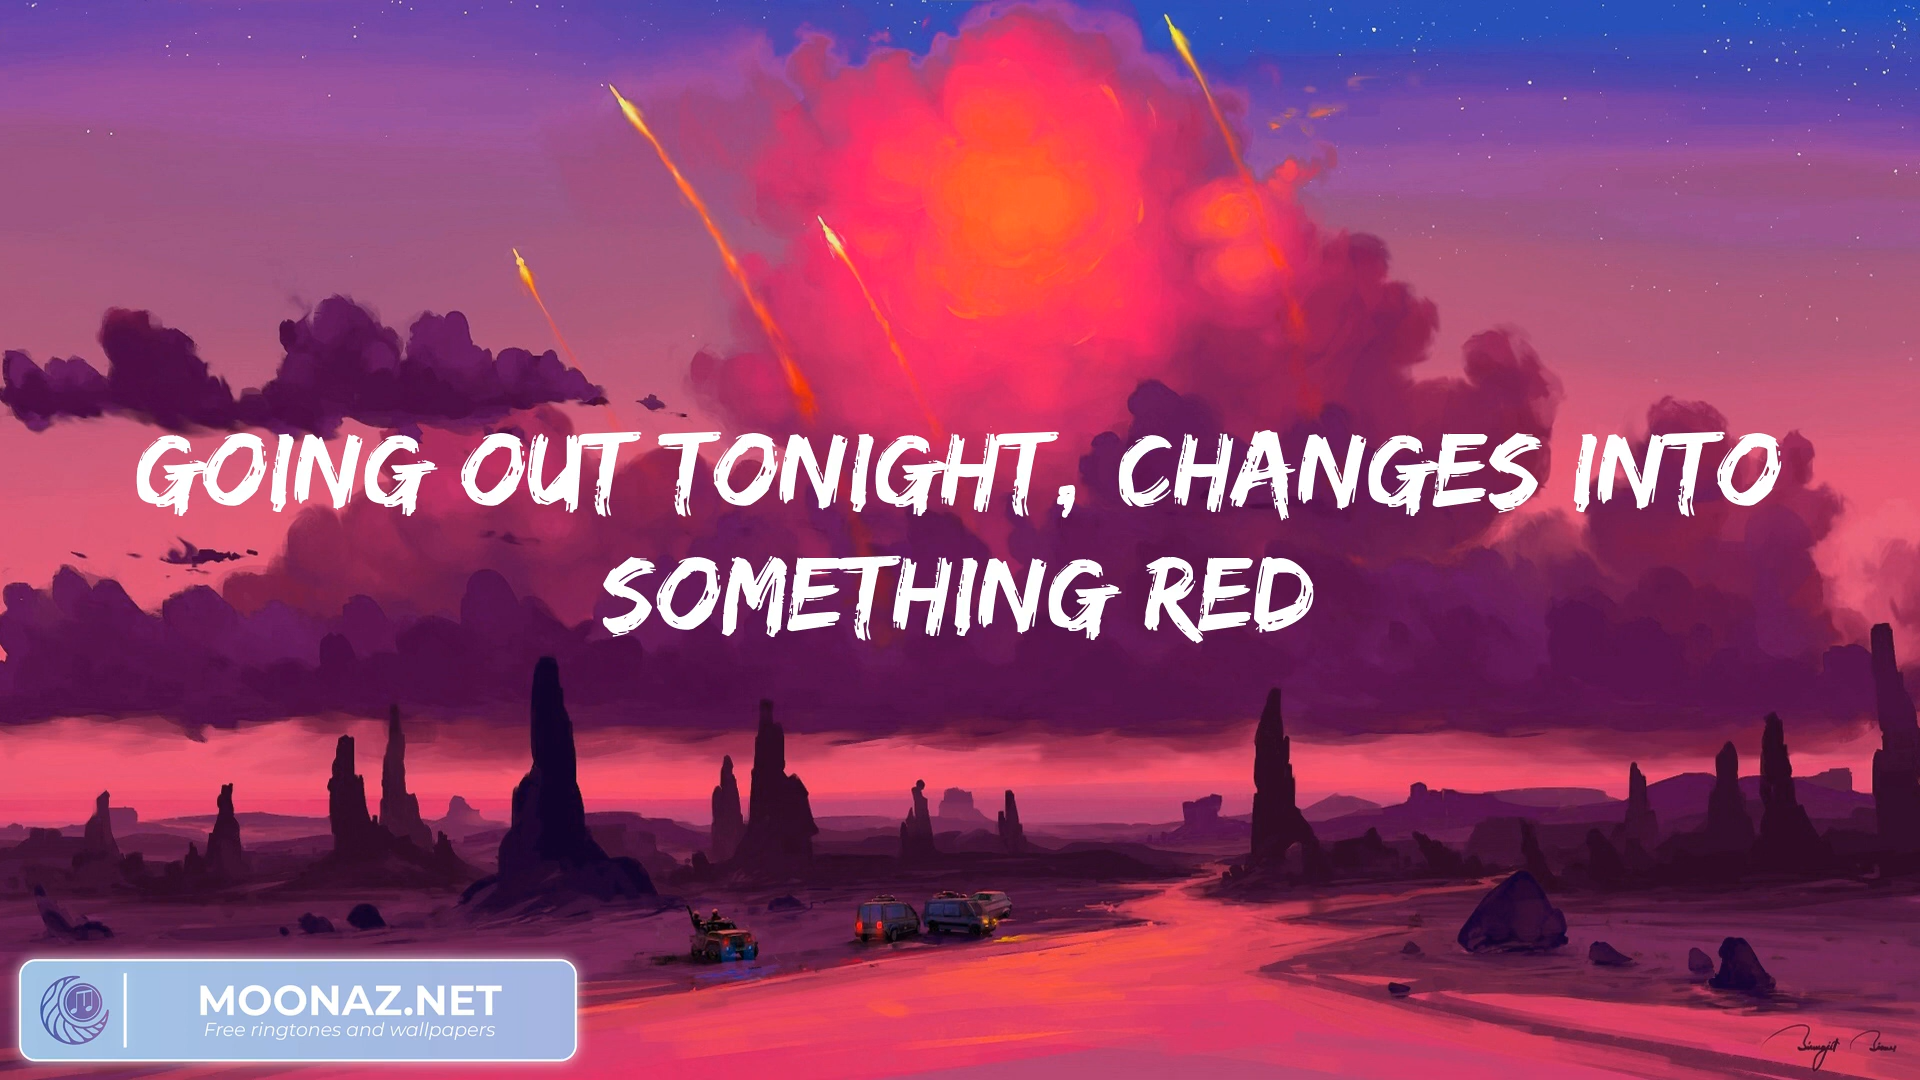 GOING OUT TONIGHT, CHANGES INTO
SOMETHING RED
MOONAZ.NET
Free ringtones and wallpapers